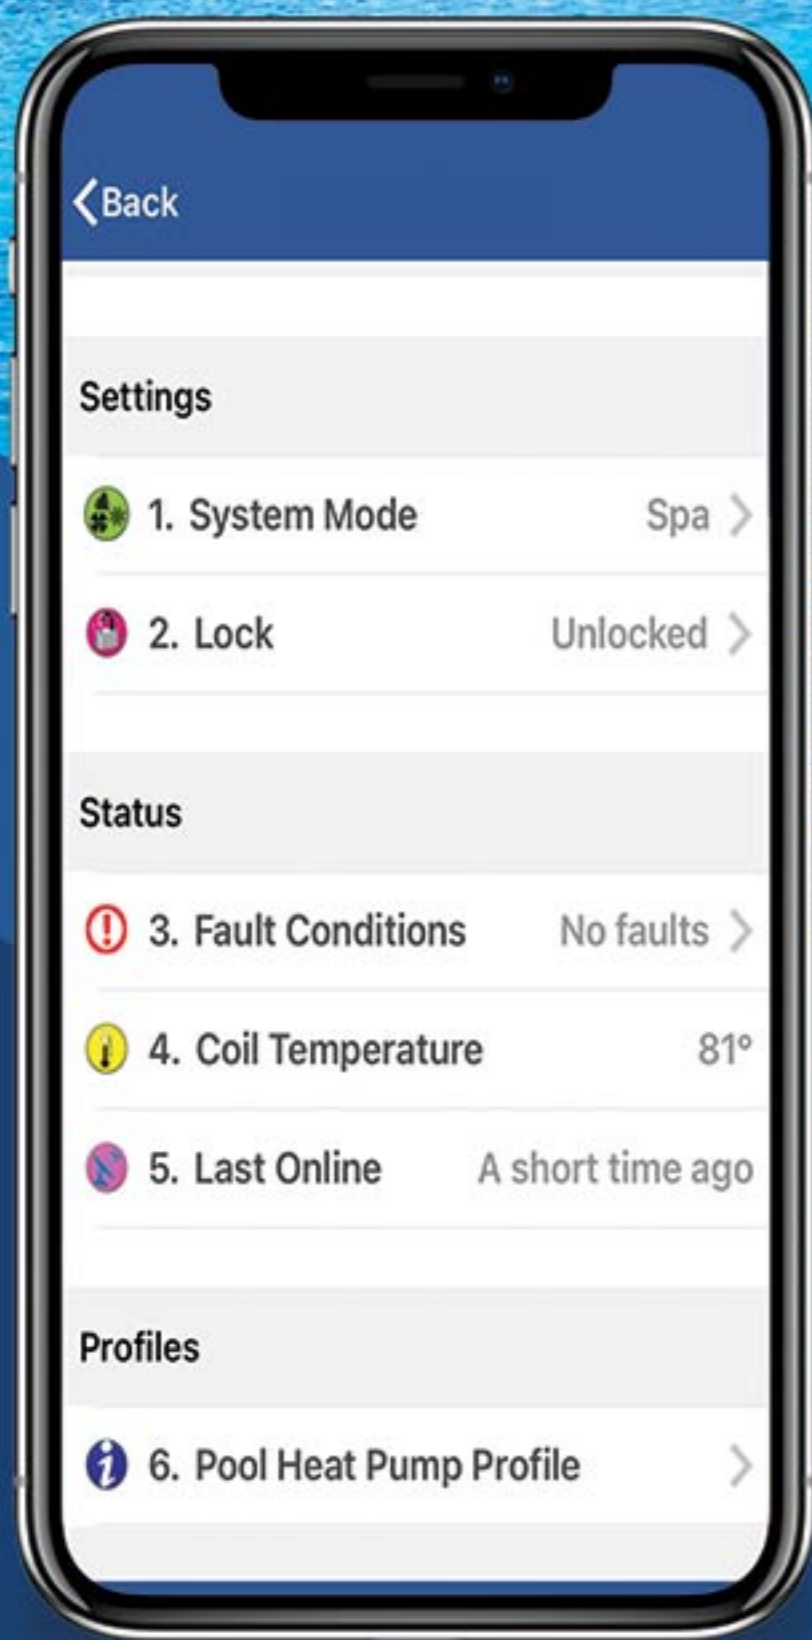 Back
Settings
1. System Mode Spa
2. Lock Unlocked
Status
3. Fault Conditions No faults
4. Coil Temperature 81º
5. Last Online A short time ago
Profiles
6. Pool Heat Pump Profile